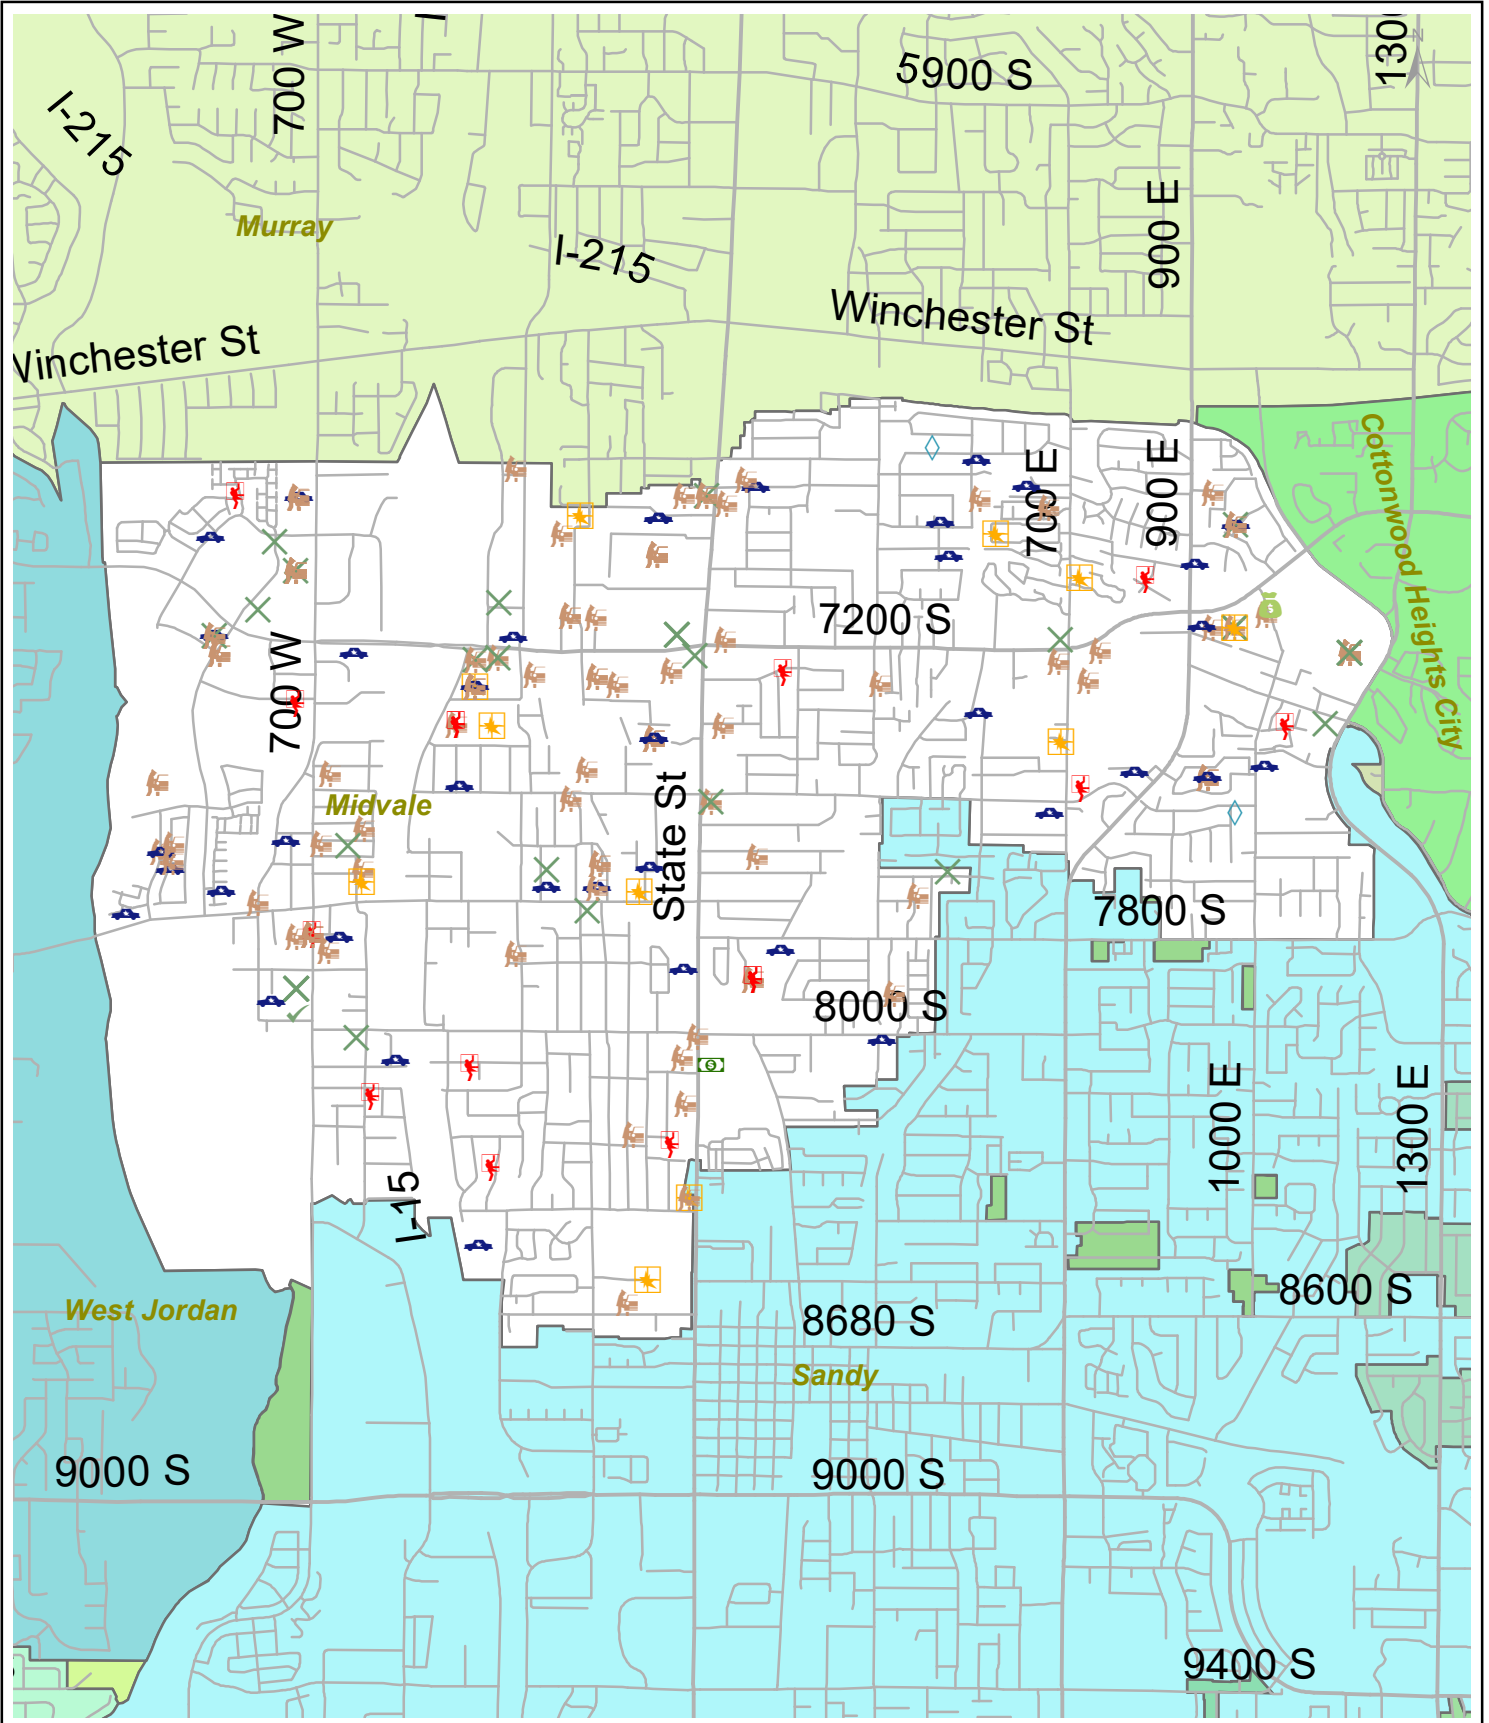 700 W
5900 S
1300
I-215
Murray
I-215
900 E
Winchester St
Winchester St
Cottonwood Heights City
700 E
900 E
7200 S
700 W
Midvale
State St
7800 S
8000 S
1000 E
1300 E
I-15
West Jordan
8600 S
8680 S
Sandy
9000 S
9000 S
9400 S